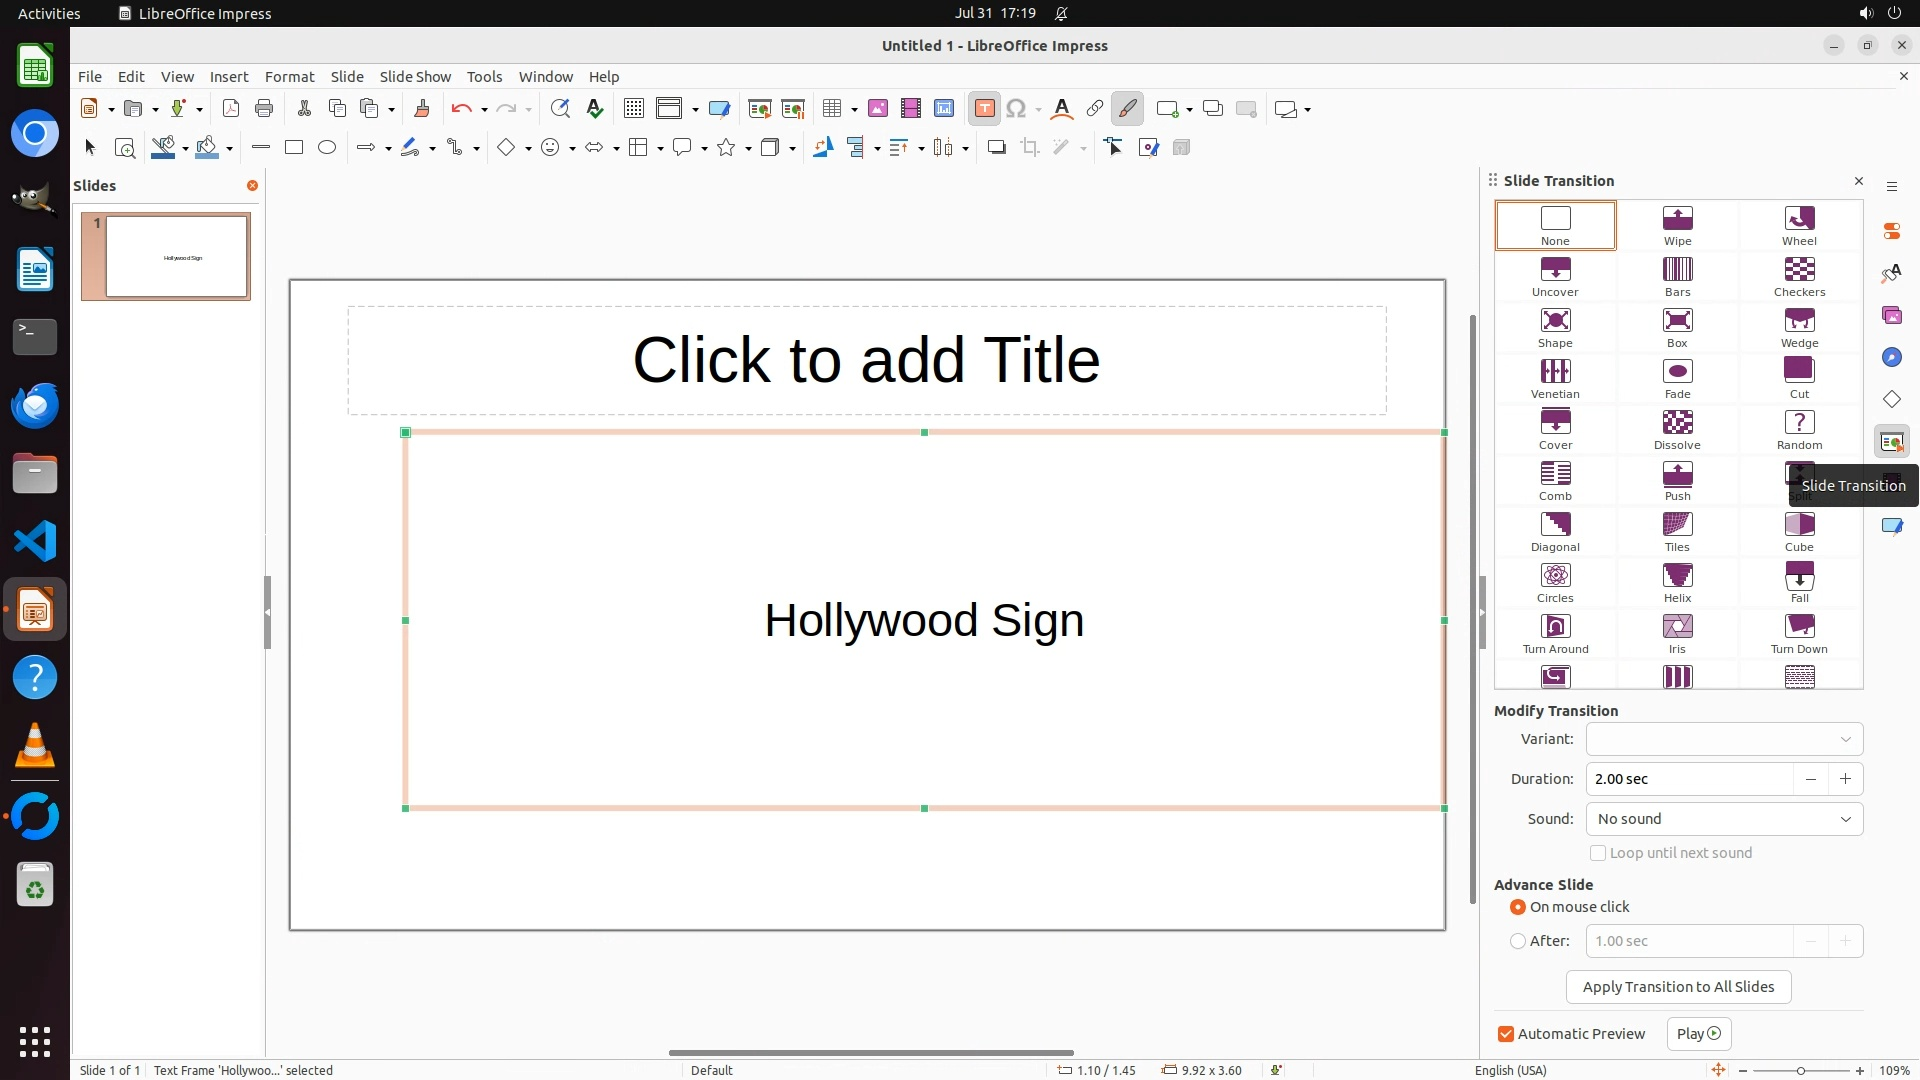 Activities
LibreOffice Impress
Jul 31 17:19
Untitled 1 - LibreOffice Impress
File Edit View Insert Format Slide Slide Show Tools Window Help
Slides
1
Hollywood Sign
Click to add Title
Hollywood Sign
Slide Transition
None Wipe Wheel
Uncover Bars Checkers
Shape Box Wedge
Venetian Fade Cut
Cover Dissolve Random
Comb Push Split
Slide Transition
Diagonal Tiles Cube
Circles Helix Fall
Turn Around Iris Turn Down
Modify Transition
Variant:
Duration: 2.00 sec
Sound: No sound
Loop until next sound
Advance Slide
On mouse click
After: 1.00 sec
Apply Transition to All Slides
Automatic Preview Play
Slide 1 of 1 Text Frame 'Hollywoo...' selected Default 1.10 / 1.45 9.92 x 3.60 English (USA) 109%